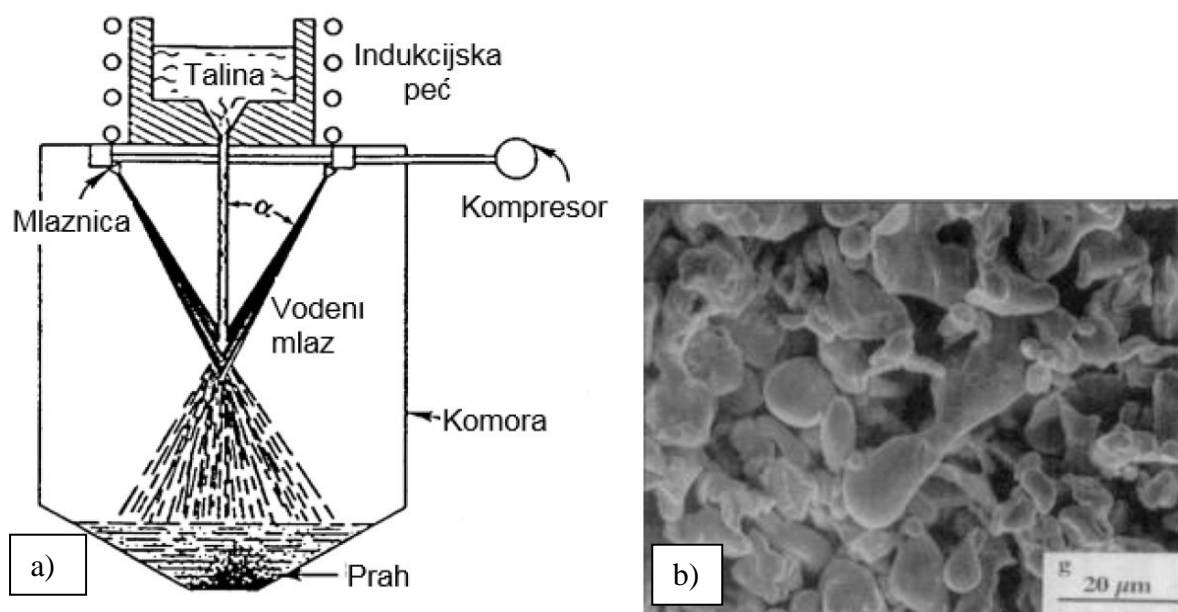 Talina
Indukcijska
peć
Mlaznica
α
Kompresor
Vodeni
mlaz
Komora
Prah
a)
b)
g
20 μm